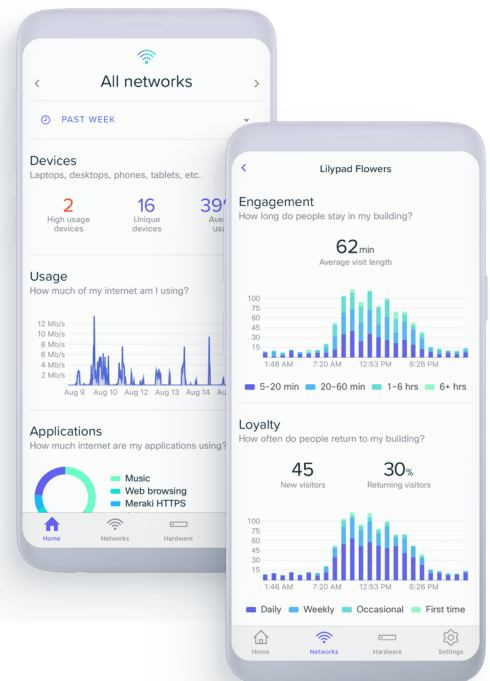 All networks
PAST WEEK
Devices
Laptops, desktops, phones, tablets, etc.
2
High usage
devices
16
Unique
devices
Usage
How much of my internet am I using?
12 Mb/s
10 Mb/s
8 Mb/s
6 Mb/s
4 Mb/s
2 Mb/s
Aug 9 Aug 10 Aug 12 Aug 13 Aug 14
Applications
How much internet are my applications using?
Music
Web browsing
Meraki HTTPS
Home Networks Hardware
Lilypad Flowers
Engagement
How long do people stay in my building?
62 min
Average visit length
100
75
60
45
30
15
1:46 AM 7:20 AM 12:53 PM 6:26 PM
5-20 min 20-60 min 1-6 hrs 6+ hrs
Loyalty
How often do people return to my building?
45
New visitors
30%
Returning visitors
100
75
60
45
30
15
1:46 AM 7:20 AM 12:53 PM 6:26 PM
Daily Weekly Occasional First time
Home Networks Hardware Settings